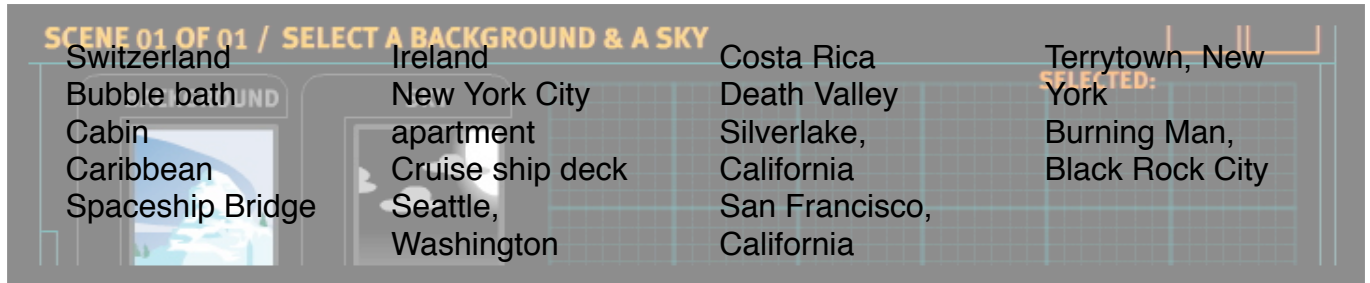 SCENE 01 OF 01 / SELECT A BACKGROUND & A SKY
Switzerland
Bubble bath
Cabin
Caribbean
Spaceship Bridge
Ireland
New York City
apartment
Cruise ship deck
Seattle,
Washington
Costa Rica
Death Valley
Silverlake,
California
San Francisco,
California
Terrytown, New
York
Burning Man,
Black Rock City
SELECTED:
BACKGROUND